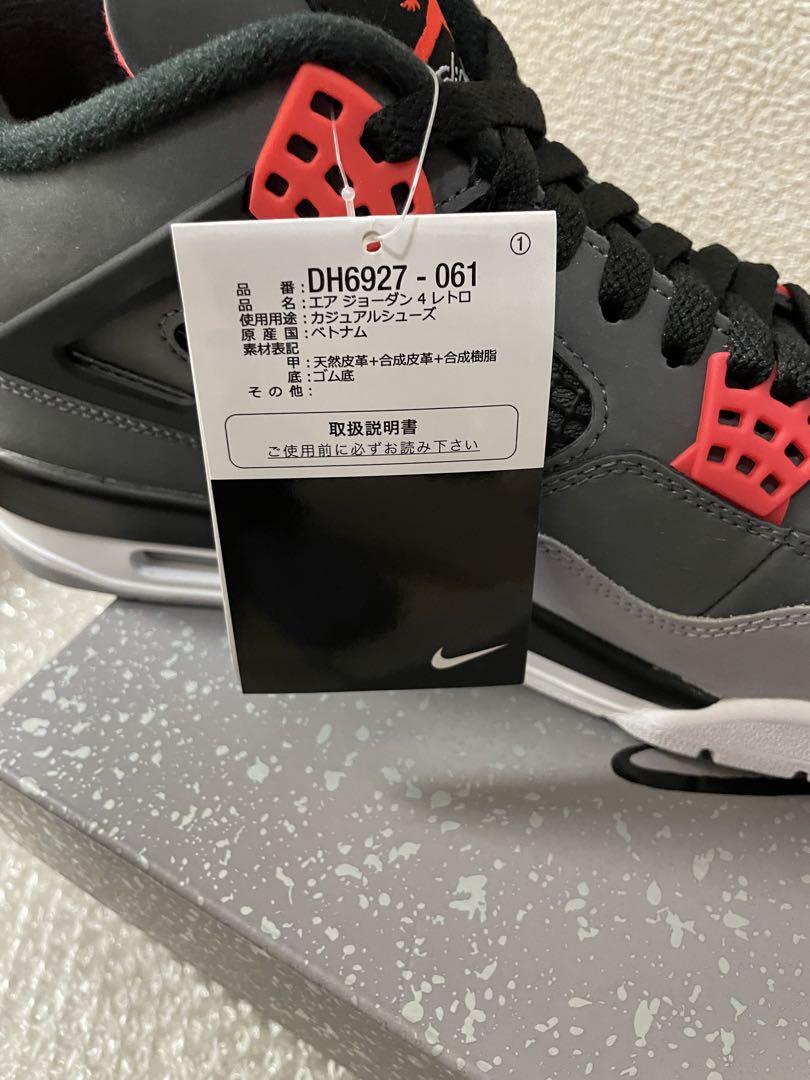 ①
品 番:DH6927 - 061
品 名:エア ジョーダン 4 レトロ
使用用途:カジュアルシューズ
原 産 国:ベトナム
素材表記
甲:天然皮革+合成皮革+合成樹脂
底:ゴム底
そ の 他:
取扱説明書
ご使用前に必ずお読み下さい